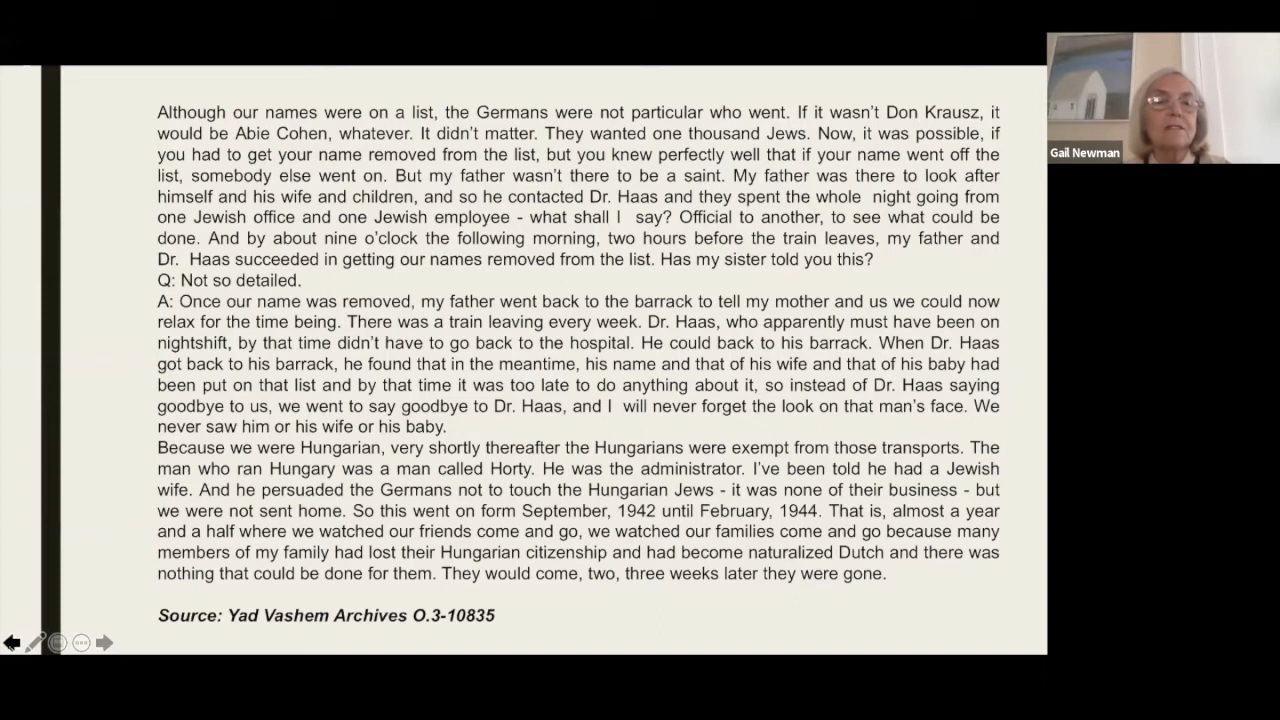 Although our names were on a list, the Germans were not particular who went. If it wasn't Don Krausz, it
would be Abie Cohen, whatever. It didn't matter. They wanted one thousand Jews. Now, it was possible, if
you had to get your name removed from the list, but you knew perfectly well that if your name went off the
list, somebody else went on. But my father wasn't there to be a saint. My father was there to look after
himself and his wife and children, and so he contacted Dr. Haas and they spent the whole night going from
one Jewish office and one Jewish employee - what shall I say? Official to another, to see what could be
done. And by about nine o'clock the following morning, two hours before the train leaves, my father and
Dr. Haas succeeded in getting our names removed from the list. Has my sister told you this?
Q: Not so detailed.
A: Once our name was removed, my father went back to the barrack to tell my mother and us we could now
relax for the time being. There was a train leaving every week. Dr. Haas, who apparently must have been on
nightshift, by that time didn't have to go back to the hospital. He could back to his barrack. When Dr. Haas
got back to his barrack, he found that in the meantime, his name and that of his wife and that of his baby had
been put on that list and by that time it was too late to do anything about it, so instead of Dr. Haas saying
goodbye to us, we went to say goodbye to Dr. Haas, and I will never forget the look on that man's face. We
never saw him or his wife or his baby.
Because we were Hungarian, very shortly thereafter the Hungarians were exempt from those transports. The
man who ran Hungary was a man called Horty. He was the administrator. I've been told he had a Jewish
wife. And he persuaded the Germans not to touch the Hungarian Jews - it was none of their business - but
we were not sent home. So this went on form September, 1942 until February, 1944. That is, almost a year
and a half where we watched our friends come and go, we watched our families come and go because many
members of my family had lost their Hungarian citizenship and had become naturalized Dutch and there was
nothing that could be done for them. They would come, two, three weeks later they were gone.
Source: Yad Vashem Archives O.3-10835
Gail Newman